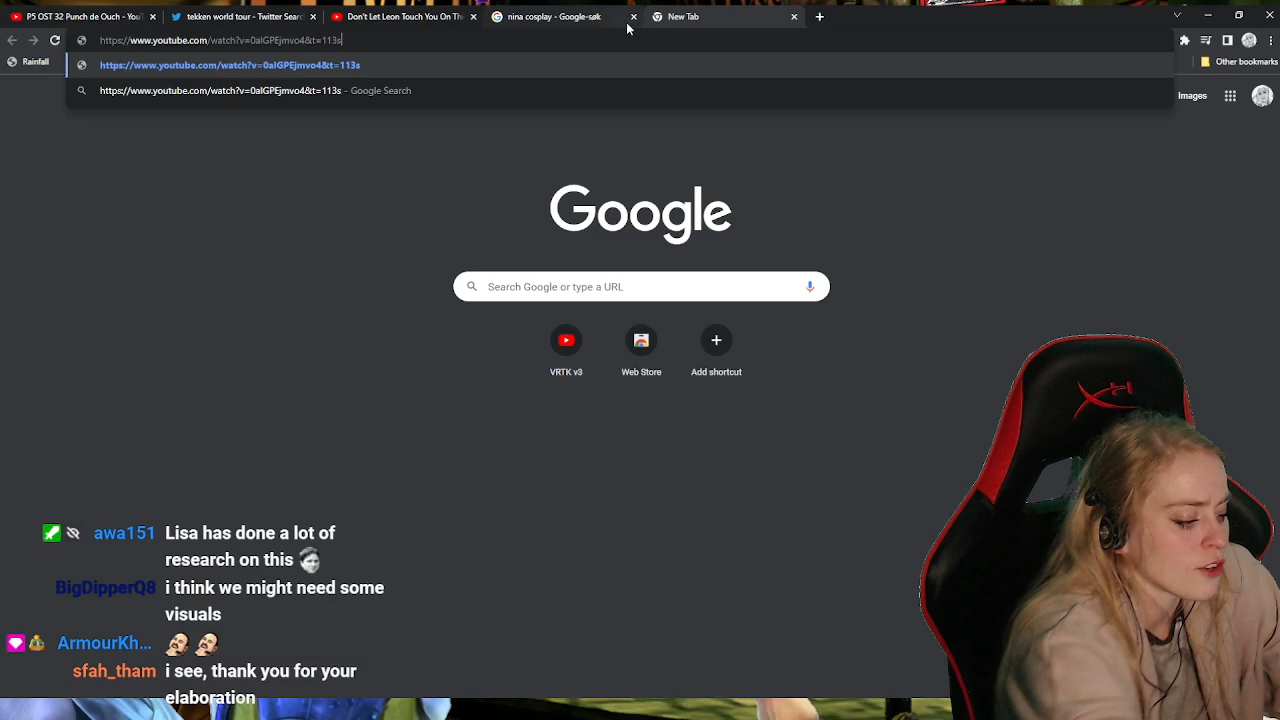 P5 OST 32 Punch de Ouch - YouT
tekken world tour - Twitter Searc
Don't Let Leon Touch You On Thi
nina cosplay - Google-søk
New Tab
https://www.youtube.com/watch?v=0aIGPEjmvo4&t=113s
Rainfall
https://www.youtube.com/watch?v=0aIGPEjmvo4&t=113s
Other bookmarks
https://www.youtube.com/watch?v=0aIGPEjmvo4&t=113s - Google Search
Images
Google
Search Google or type a URL
VRTK v3
Web Store
Add shortcut
awa151 Lisa has done a lot of
research on this
BigDipperQ8 i think we might need some
visuals
ArmourKh...
sfah_tham i see, thank you for your
elaboration